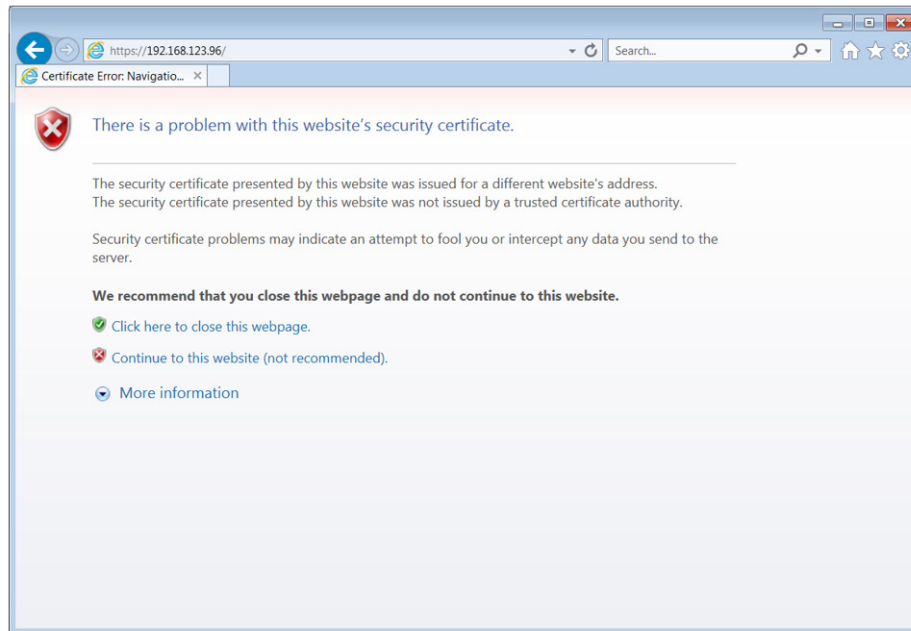 https://192.168.123.96/
Search...
Certificate Error: Navigatio...
There is a problem with this website's security certificate.
The security certificate presented by this website was issued for a different website's address.
The security certificate presented by this website was not issued by a trusted certificate authority.
Security certificate problems may indicate an attempt to fool you or intercept any data you send to the
server.
We recommend that you close this webpage and do not continue to this website.
Click here to close this webpage.
Continue to this website (not recommended).
More information